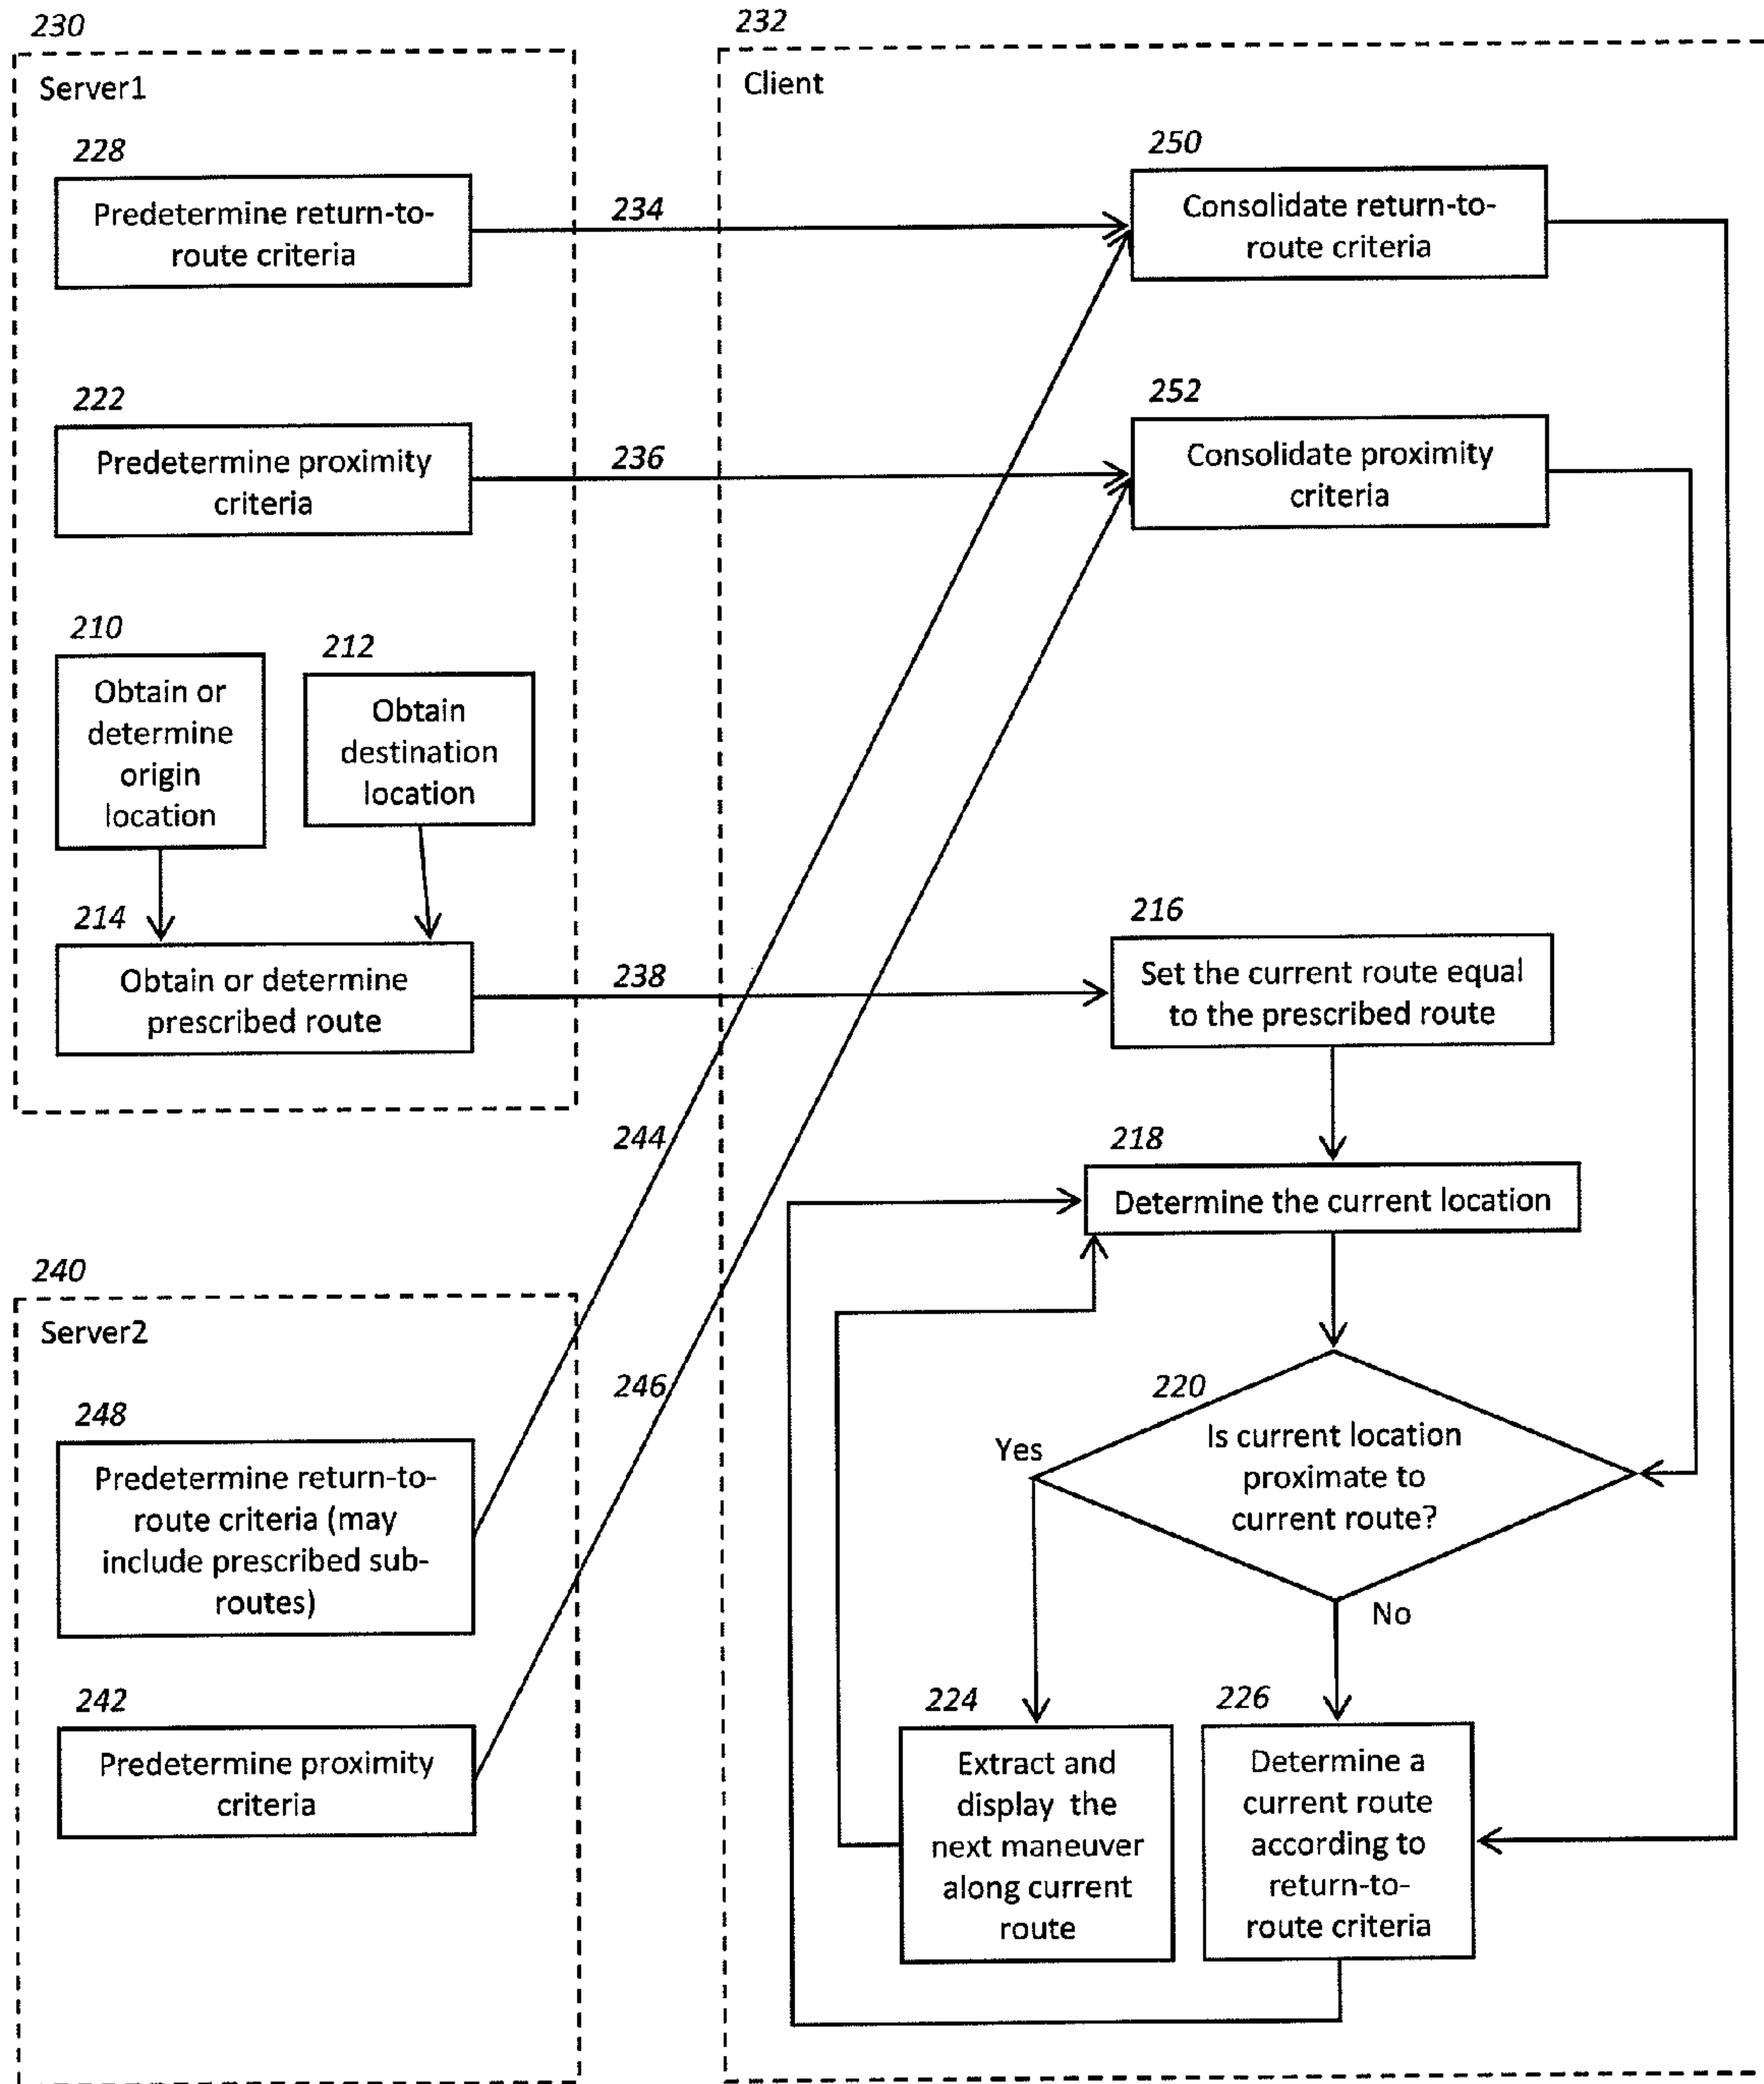 230
Server1
228
Predetermine return-to-
route criteria
222
Predetermine proximity
criteria
210
Obtain or
determine
origin
location
212
Obtain
destination
location
214
Obtain or determine
prescribed route
234
236
238
244
246
240
Server2
248
Predetermine return-to-
route criteria (may
include prescribed sub-
routes)
242
Predetermine proximity
criteria
232
Client
250
Consolidate return-to-
route criteria
252
Consolidate proximity
criteria
216
Set the current route equal
to the prescribed route
218
Determine the current location
220
Is current location
proximate to
current route?
Yes
No
224
Extract and
display the
next maneuver
along current
route
226
Determine a
current route
according to
return-to-
route criteria